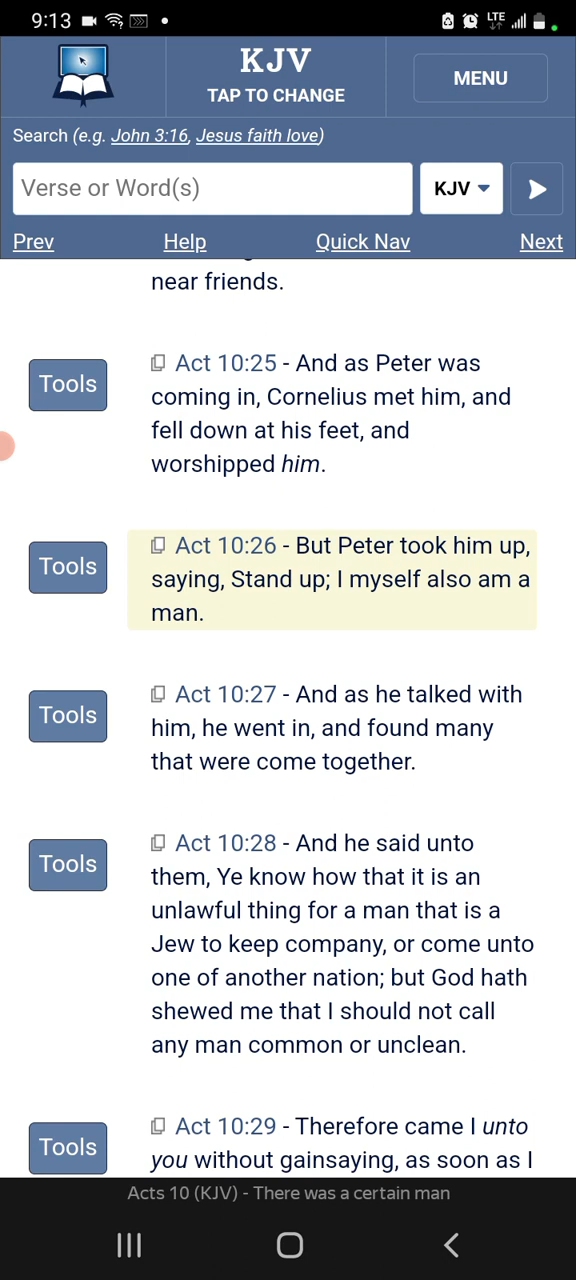 9:13
LTE
KJV
TAP TO CHANGE
MENU
Search (e.g. John 3:16, Jesus faith love)
Verse or Word(s)
KJV
Prev Help Quick Nav Next
near friends.
Tools
Act 10:25 - And as Peter was
coming in, Cornelius met him, and
fell down at his feet, and
worshipped him.
Tools
Act 10:26 - But Peter took him up,
saying, Stand up; I myself also am a
man.
Tools
Act 10:27 - And as he talked with
him, he went in, and found many
that were come together.
Tools
Act 10:28 - And he said unto
them, Ye know how that it is an
unlawful thing for a man that is a
Jew to keep company, or come unto
one of another nation; but God hath
shewed me that I should not call
any man common or unclean.
Tools
Act 10:29 - Therefore came I unto
you without gainsaying, as soon as I
Acts 10 (KJV) - There was a certain man